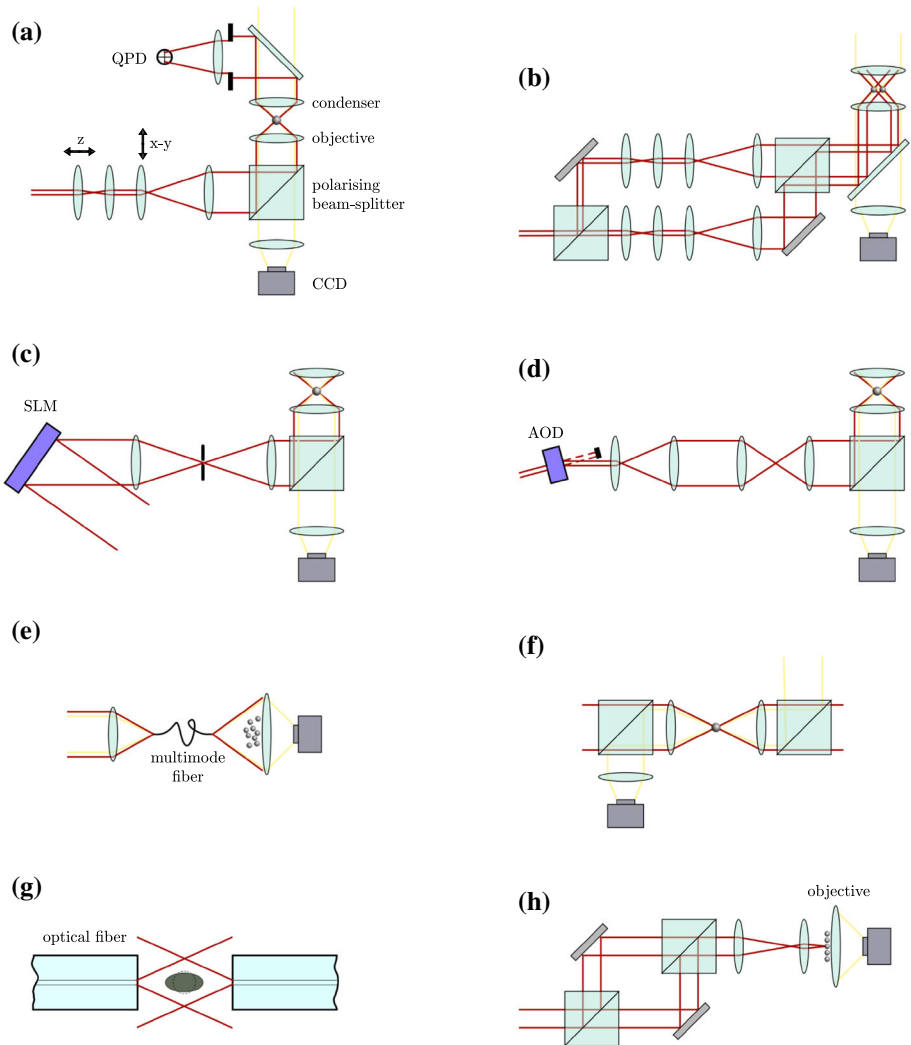 (a)
QPD
condenser
z
x-y
objective
polarising
beam-splitter
CCD
(b)
(c)
SLM
(d)
AOD
(e)
multimode
fiber
(f)
(g)
optical fiber
(h)
objective